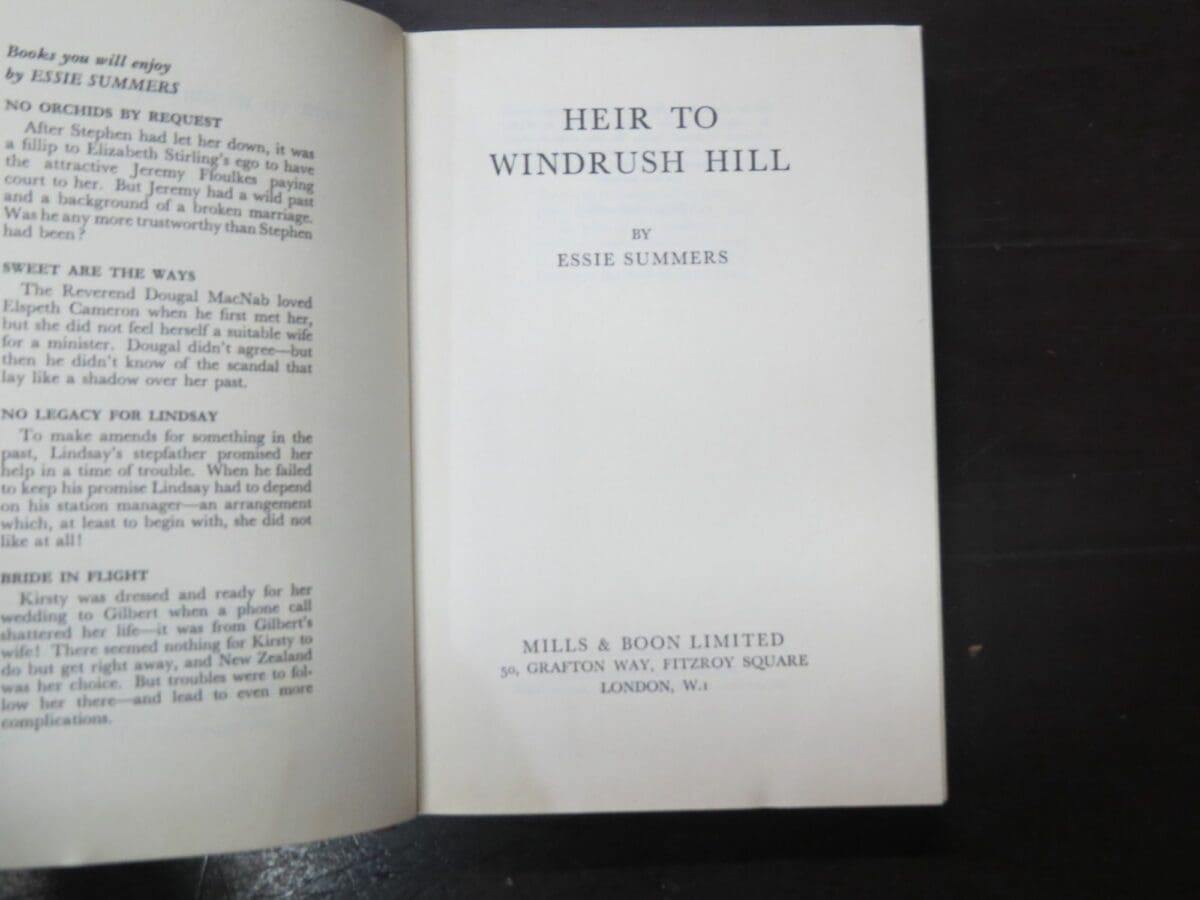 Books you will enjoy
by ESSIE SUMMERS
NO ORCHIDS BY REQUEST
After Stephen had let her down, it was
a fillip to Elizabeth Stirling's ego to have
the attractive Jeremy Ffoulkes paying
court to her. But Jeremy had a wild past
and a background of a broken marriage.
Was he any more trustworthy than Stephen
had been?
SWEET ARE THE WAYS
The Reverend Dougal MacNab loved
Elspeth Cameron when he first met her,
but she did not feel herself a suitable wife
for a minister. Dougal didn't agree—but
then he didn't know of the scandal that
lay like a shadow over her past.
NO LEGACY FOR LINDSAY
To make amends for something in the
past, Lindsay's stepfather promised her
help in a time of trouble. When he failed
to keep his promise Lindsay had to depend
on his station manager—an arrangement
which, at least to begin with, she did not
like at all!
BRIDE IN FLIGHT
Kirsty was dressed and ready for her
wedding to Gilbert when a phone call
shattered her life—it was from Gilbert's
wife! There seemed nothing for Kirsty to
do but get right away, and New Zealand
was her choice. But troubles were to fol-
low her there—and lead to even more
complications.
HEIR TO
WINDRUSH HILL
BY
ESSIE SUMMERS
MILLS & BOON LIMITED
50, GRAFTON WAY, FITZROY SQUARE
LONDON, W.1